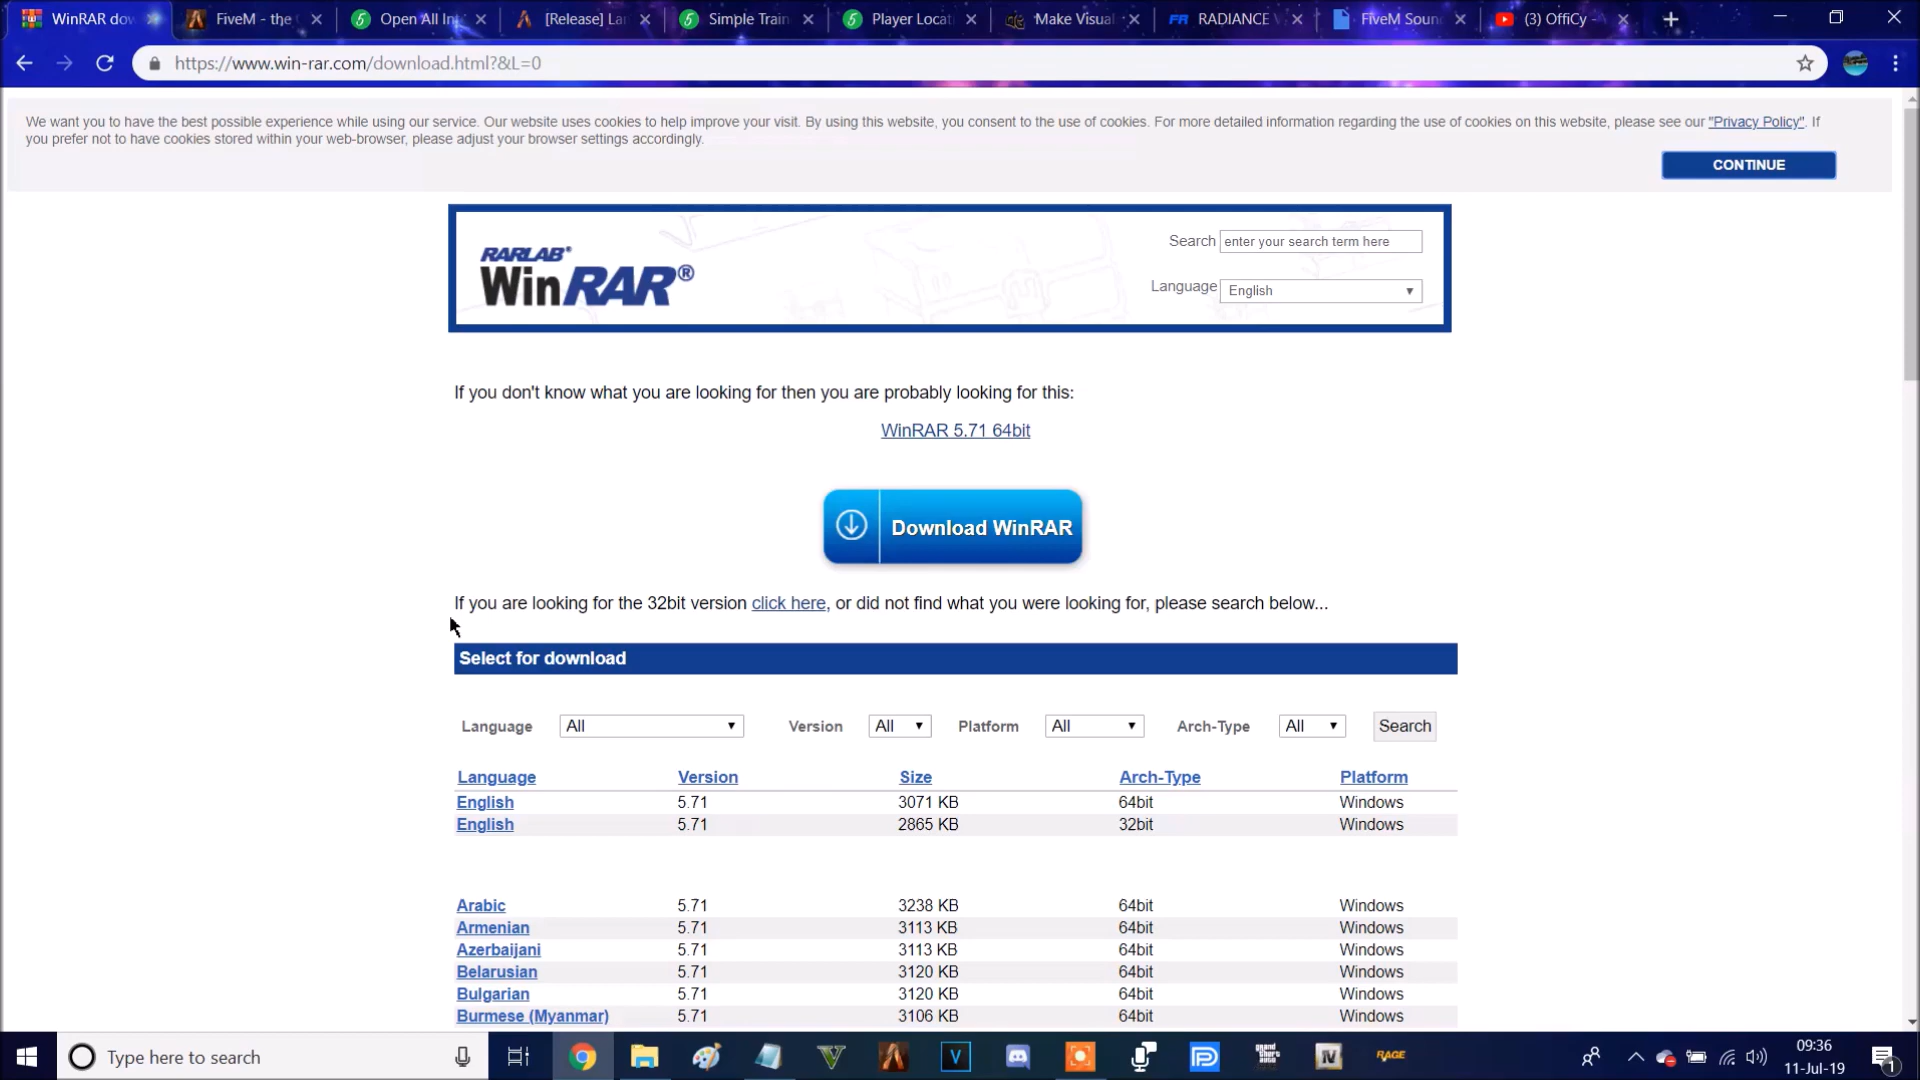 WinRAR dow
FiveM - the
Open All Int
[Release] La
Simple Train
Player Locat
Make Visual
FR RADIANCE V
FiveM Soun
(3) OffiCy -
https://www.win-rar.com/download.html?&L=0
We want you to have the best possible experience while using our service. Our website uses cookies to help improve your visit. By using this website, you consent to the use of cookies. For more detailed information regarding the use of cookies on this website, please see our "Privacy Policy". If
you prefer not to have cookies stored within your web-browser, please adjust your browser settings accordingly.
CONTINUE
RARLAB®
WinRAR®
Search enter your search term here
Language English
If you don't know what you are looking for then you are probably looking for this:
WinRAR 5.71 64bit
Download WinRAR
If you are looking for the 32bit version click here, or did not find what you were looking for, please search below...
Select for download
Language All Version All Platform All Arch-Type All Search
Language Version Size Arch-Type Platform
English 5.71 3071 KB 64bit Windows
English 5.71 2865 KB 32bit Windows
Arabic 5.71 3238 KB 64bit Windows
Armenian 5.71 3113 KB 64bit Windows
Azerbaijani 5.71 3113 KB 64bit Windows
Belarusian 5.71 3120 KB 64bit Windows
Bulgarian 5.71 3120 KB 64bit Windows
Burmese (Myanmar) 5.71 3106 KB 64bit Windows
Type here to search
RAGE
09:36
11-Jul-19
1